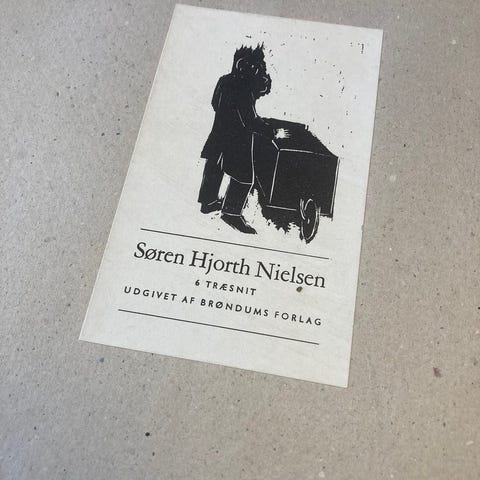 Søren Hjorth Nielsen
6 TRÆSNIT
UDGIVET AF BRØNDUMS FORLAG